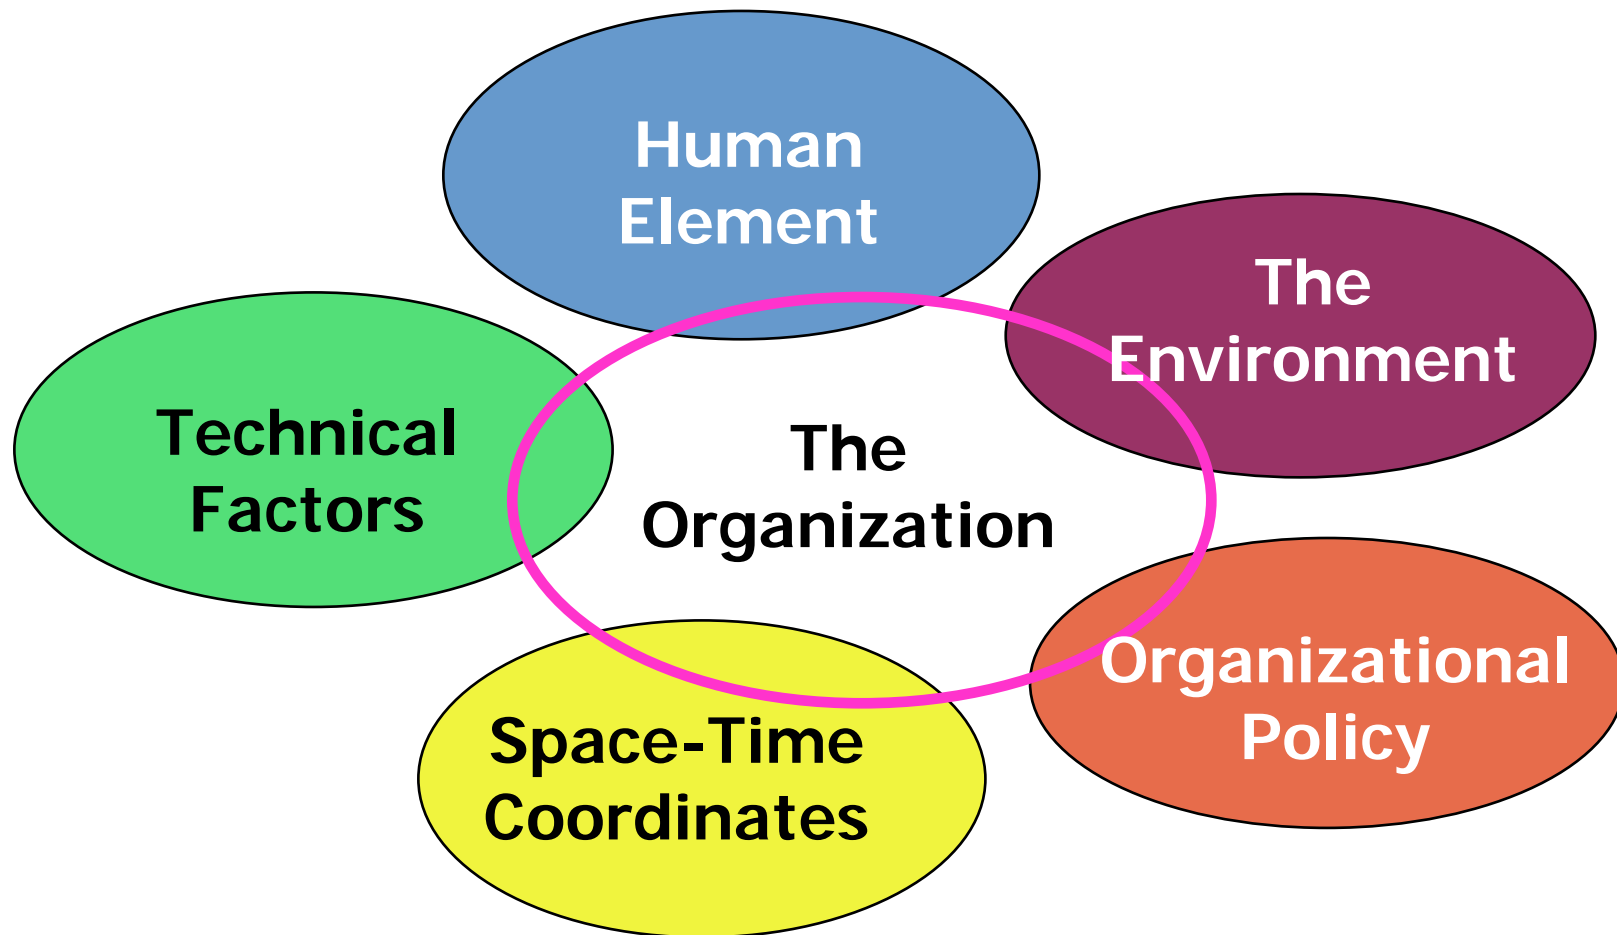 Human
Element
The
Environment
Technical
Factors
The
Organization
Organizational
Policy
Space-Time
Coordinates